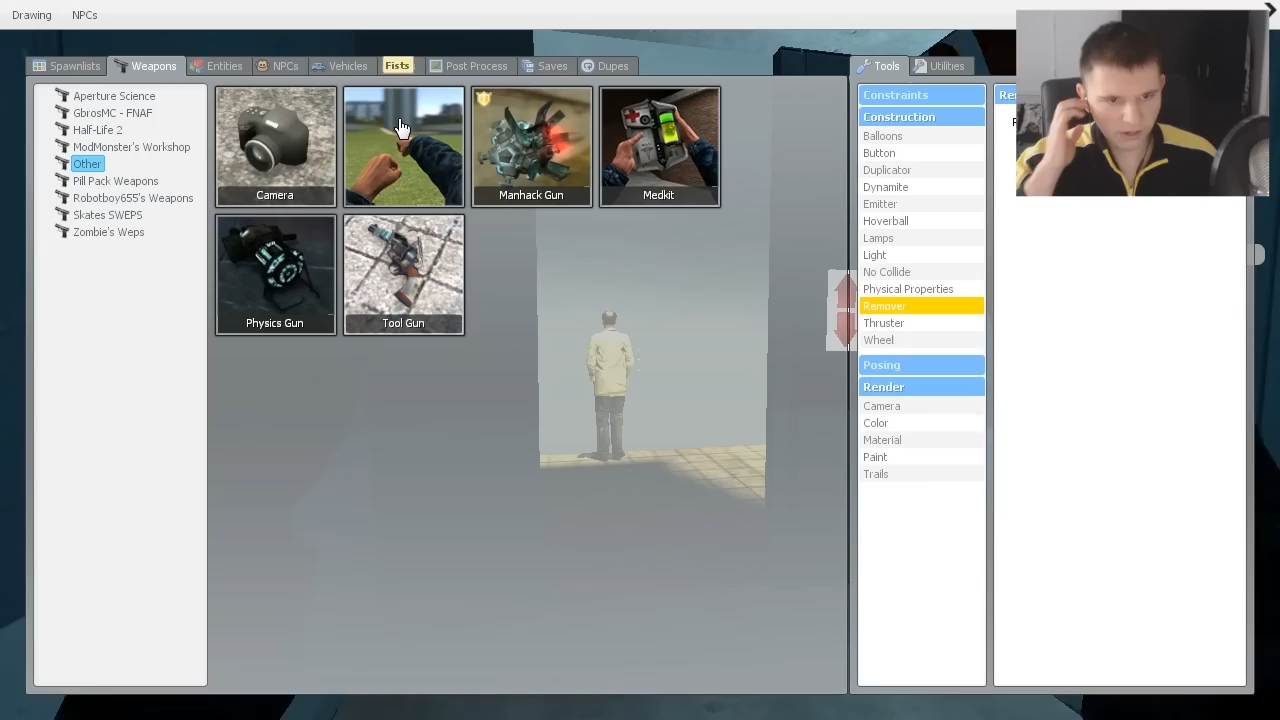 Drawing NPCs
Spawnlists Weapons Entities NPCs Vehicles Fists Post Process Saves Dupes
Tools Utilities
Aperture Science
GbrosMC - FNAF
Half-Life 2
ModMonster's Workshop
Other
Pill Pack Weapons
Robotboy655's Weapons
Skates SWEPS
Zombie's Weps
Camera
Manhack Gun
Medkit
Physics Gun
Tool Gun
Constraints
Construction
Balloons
Button
Duplicator
Dynamite
Emitter
Hoverball
Lamps
Light
No Collide
Physical Properties
Remover
Thruster
Wheel
Posing
Render
Camera
Color
Material
Paint
Trails